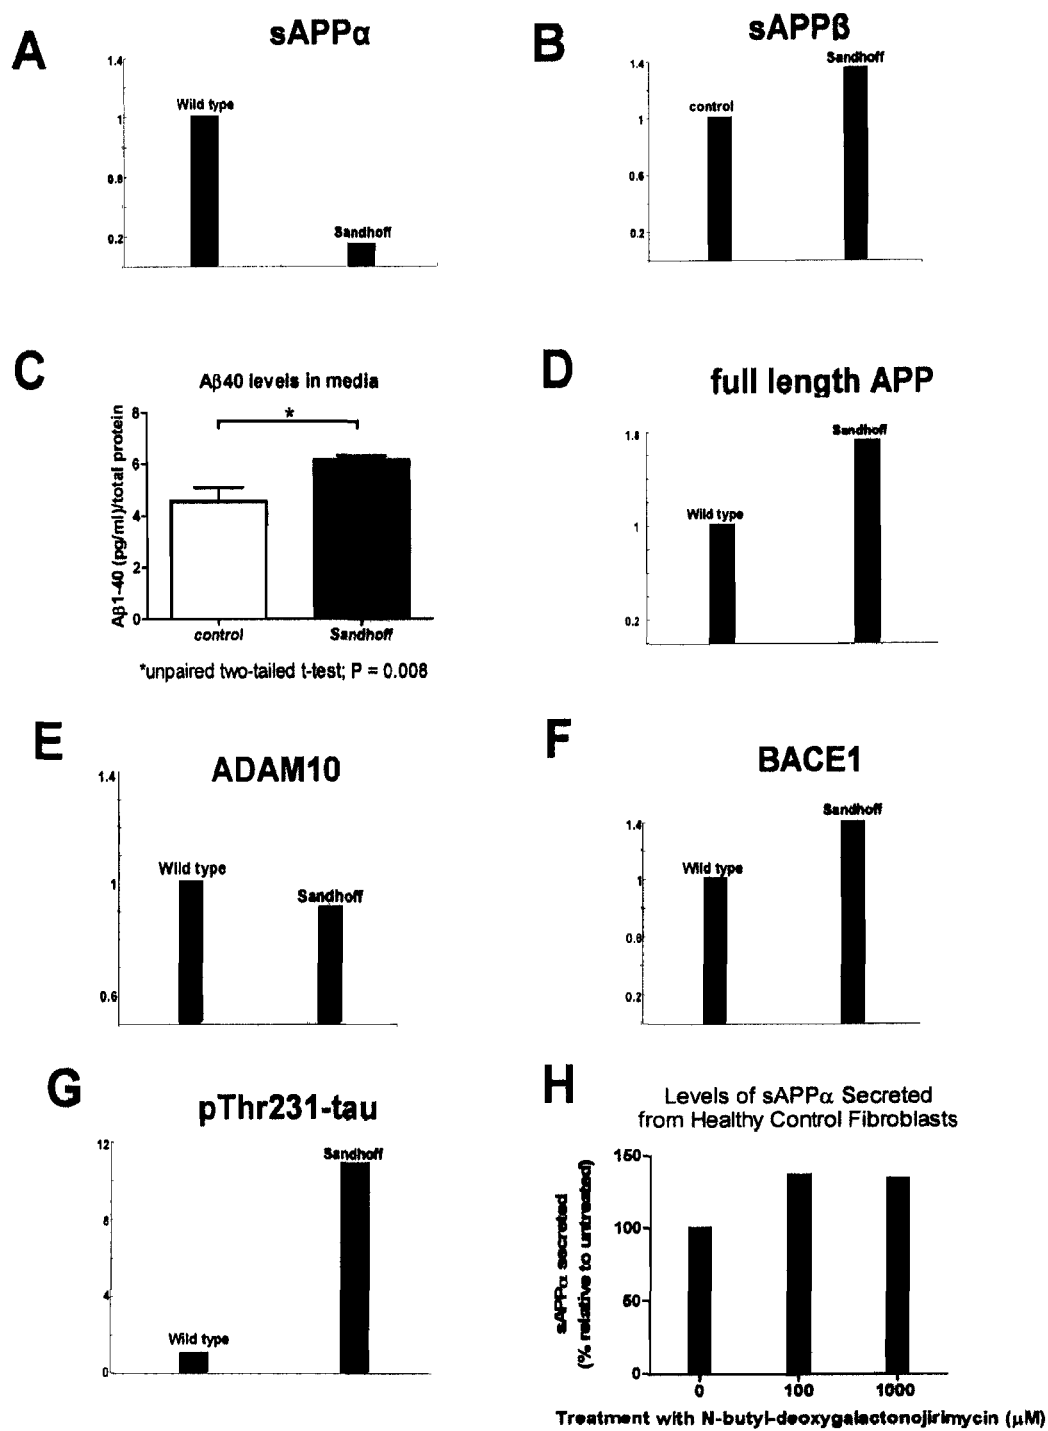 A
sAPPα
1.4
1
0.6
0.2
Wild type
Sandhoff
B
sAPPβ
1.4
1
0.6
0.2
control
Sandhoff
C
Aβ40 levels in media
Aβ1-40 (pg/ml)/total protein
8
6
4
2
0
*
control
Sandhoff
*unpaired two-tailed t-test; P = 0.008
D
full length APP
1.8
1
0.2
Wild type
Sandhoff
E
ADAM10
1.4
1
0.6
Wild type
Sandhoff
F
BACE1
1.4
1
0.6
0.2
Wild type
Sandhoff
G
pThr231-tau
12
8
4
0
Wild type
Sandhoff
H
Levels of sAPPα Secreted
from Healthy Control Fibroblasts
sAPPα secreted
(% relative to untreated)
150
100
50
0
0
100
1000
Treatment with N-butyl-deoxygalactonojirimycin (μM)